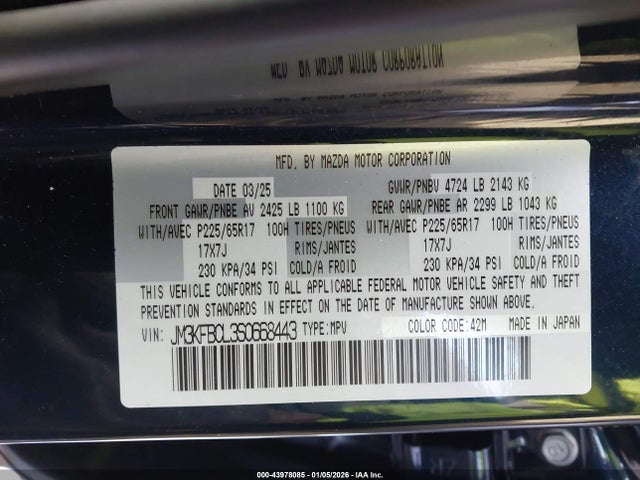 MFD. BY MAZDA MOTOR CORPORATION
DATE 03/25
GVWR/PNBV 4724 LB 2143 KG
FRONT GAWR/PNBE AV 2425 LB 1100 KG
REAR GAWR/PNBE AR 2299 LB 1043 KG
WITH/AVEC P225/65R17 100H TIRES/PNEUS
WITH/AVEC P225/65R17 100H TIRES/PNEUS
17X7J RIMS/JANTES
17X7J RIMS/JANTES
230 KPA/34 PSI COLD/A FROID
230 KPA/34 PSI COLD/A FROID
THIS VEHICLE CONFORMS TO ALL APPLICABLE FEDERAL MOTOR VEHICLE SAFETY AND THEFT
PREVENTION STANDARDS IN EFFECT ON THE DATE OF MANUFACTURE SHOWN ABOVE.
VIN: JM3KFBCL3S0668443 TYPE:MPV COLOR CODE:42M MADE IN JAPAN
000-43978085 - 01/05/2026 - IAA Inc.